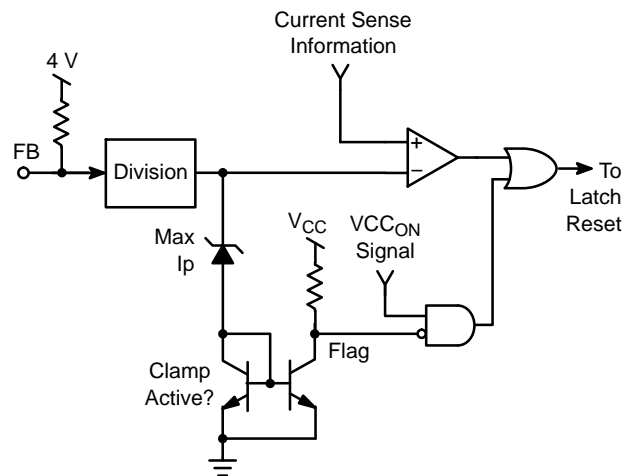 Current Sense
Information
4 V
FB
Division
+
−
To
Latch
Reset
Max
Ip
VCC
VCCON
Signal
Flag
Clamp
Active?